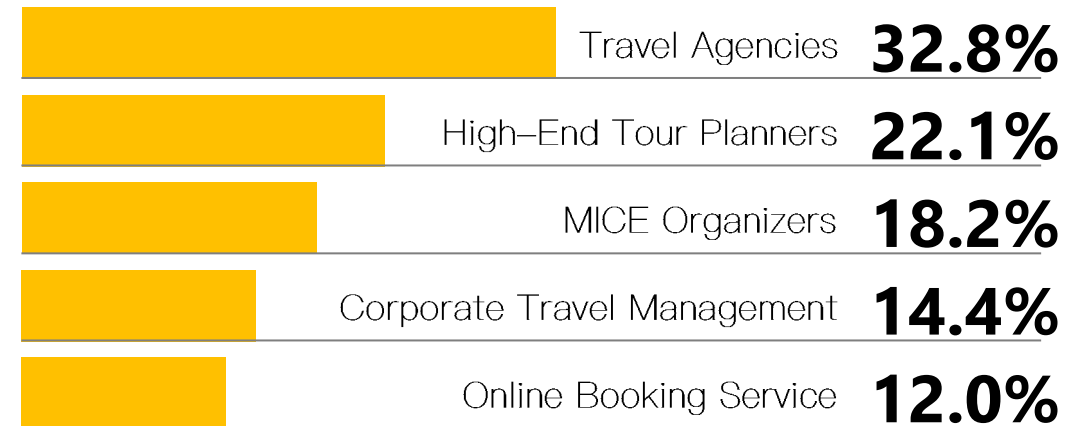 Travel Agencies 32.8%
High-End Tour Planners 22.1%
MICE Organizers 18.2%
Corporate Travel Management 14.4%
Online Booking Service 12.0%